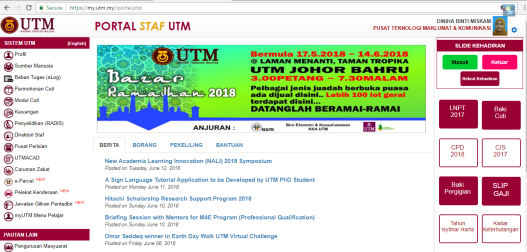 Secure https://my.utm.my/iportal.php
UTM
PORTAL STAF UTM
DINIHA BINTI MISKAM
PUSAT TEKNOLOGI MAKLUMAT & KOMUNIKASI
SISTEM UTM (English)
Profil
Sumber Manusia
Bebas Tugas (eLog)
Permohonan Cuti
Modul Cuti
Kewangan
Penyelidikan (RADIS)
Direktori Staf
Pusat Perisian
UTMACAD
Carumas Zakat
e-Parcel NEW
Pelekat Kenderaan NEW
Jawatan Giliran Pentadbir NEW
myUTM Menu Pelajar
PAUTAN LAIN
Pengurusan Masyuarat
UTM
Bazar
Ramadhan 2018
Bermula 17.5.2018 - 14.6.2018
@ LAMAN MENANTI, TAMAN TROPIKA
UTM JOHOR BAHRU
3.00PETANG - 7.30MALAM
Pelbagai jenis juadah berbuka puasa
ada dijual disini.. Lebih 100 lot gerai
terdapat disini...
DATANGLAH BERAMAI-RAMAI
ANJURAN :
Biro Ekonomi & Keusahawanan
KKA UTM
BERITA BORANG PEKELILING BANTUAN
New Academia Learning Innovation (NALI) 2018 Symposium
Posted on Tuesday June 12, 2018
A Sign Language Tutorial Application to be Developed by UTM PhD Student
Posted on Monday June 11, 2018
Hitachi Scholarship Research Support Program 2018
Posted on Sunday June 10, 2018
Briefing Session with Mentors for M4E Program (Professional Qualification)
Posted on Sunday June 10, 2018
Omar Seddeq winner in Earth Day Walk UTM Virtual Challenge
Posted on Friday June 08, 2018
SLIDE KEHADIRAN
Masuk Keluar
Rekod Kehadiran
LNPT
2017
Baki
Cuti
CPD
2018
CIS
2017
Baki
Pergigian
SLIP
GAJI
Tahun
Isytihar Harta
Kadar
Keterhutangan